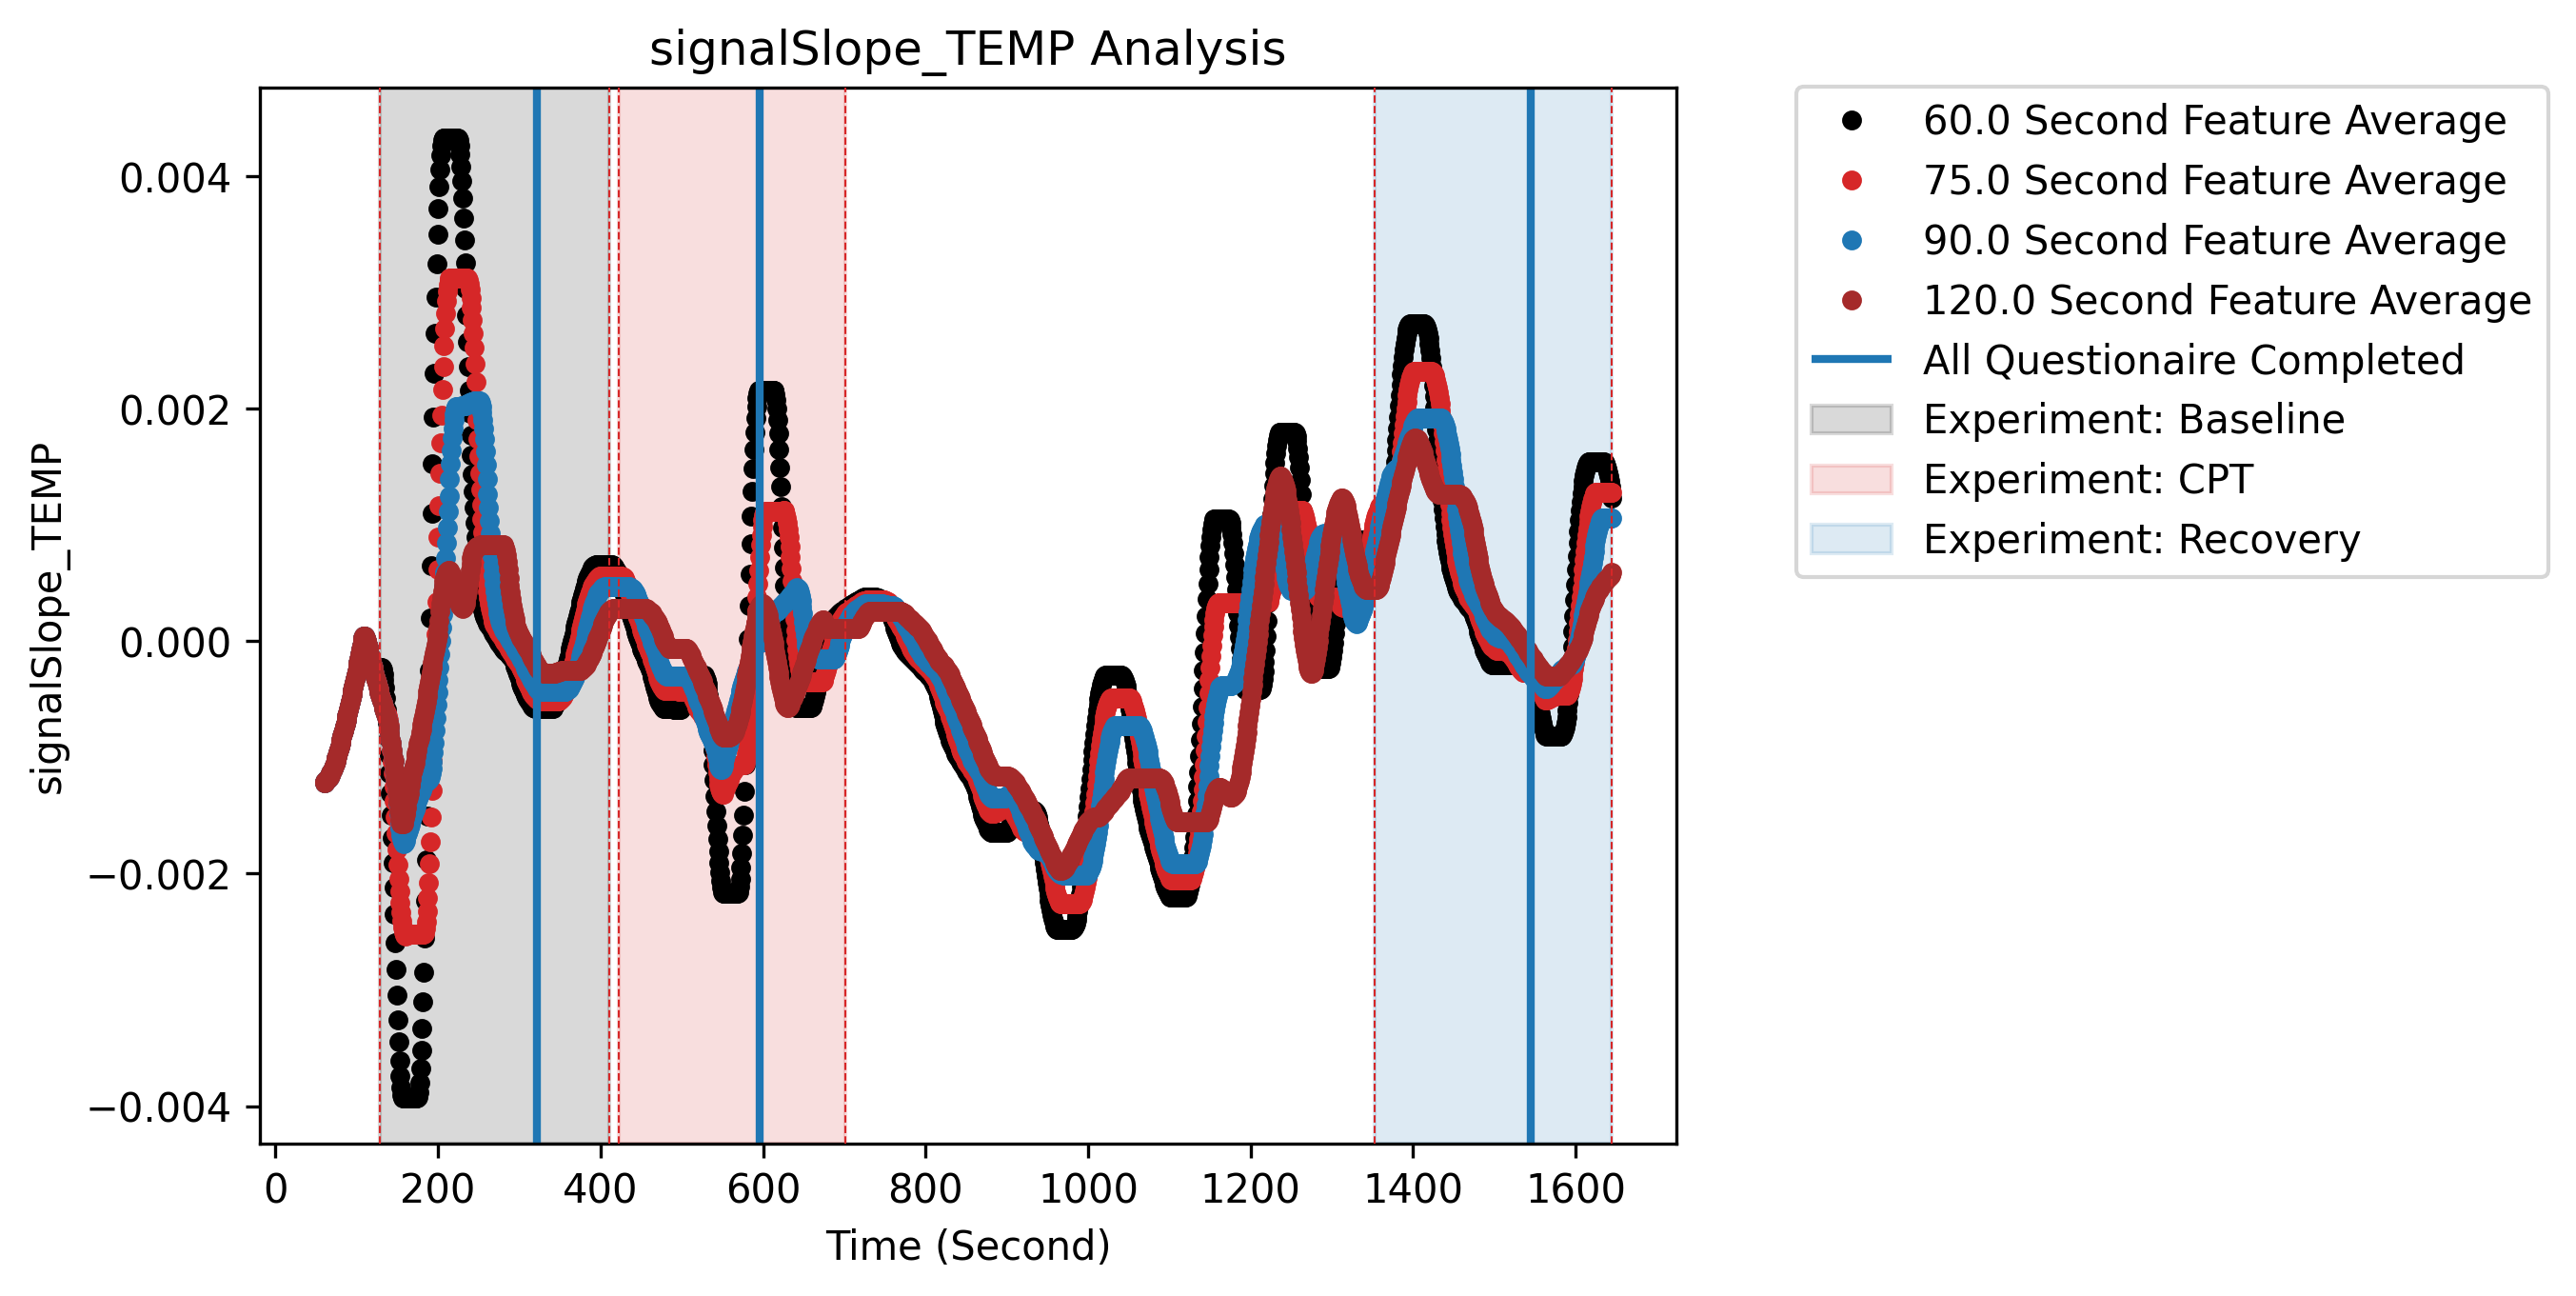 signalSlope_TEMP Analysis
signalSlope_TEMP
0.004
0.002
0.000
−0.002
−0.004
0
200
400
600
800
1000
1200
1400
1600
Time (Second)
60.0 Second Feature Average
75.0 Second Feature Average
90.0 Second Feature Average
120.0 Second Feature Average
All Questionaire Completed
Experiment: Baseline
Experiment: CPT
Experiment: Recovery